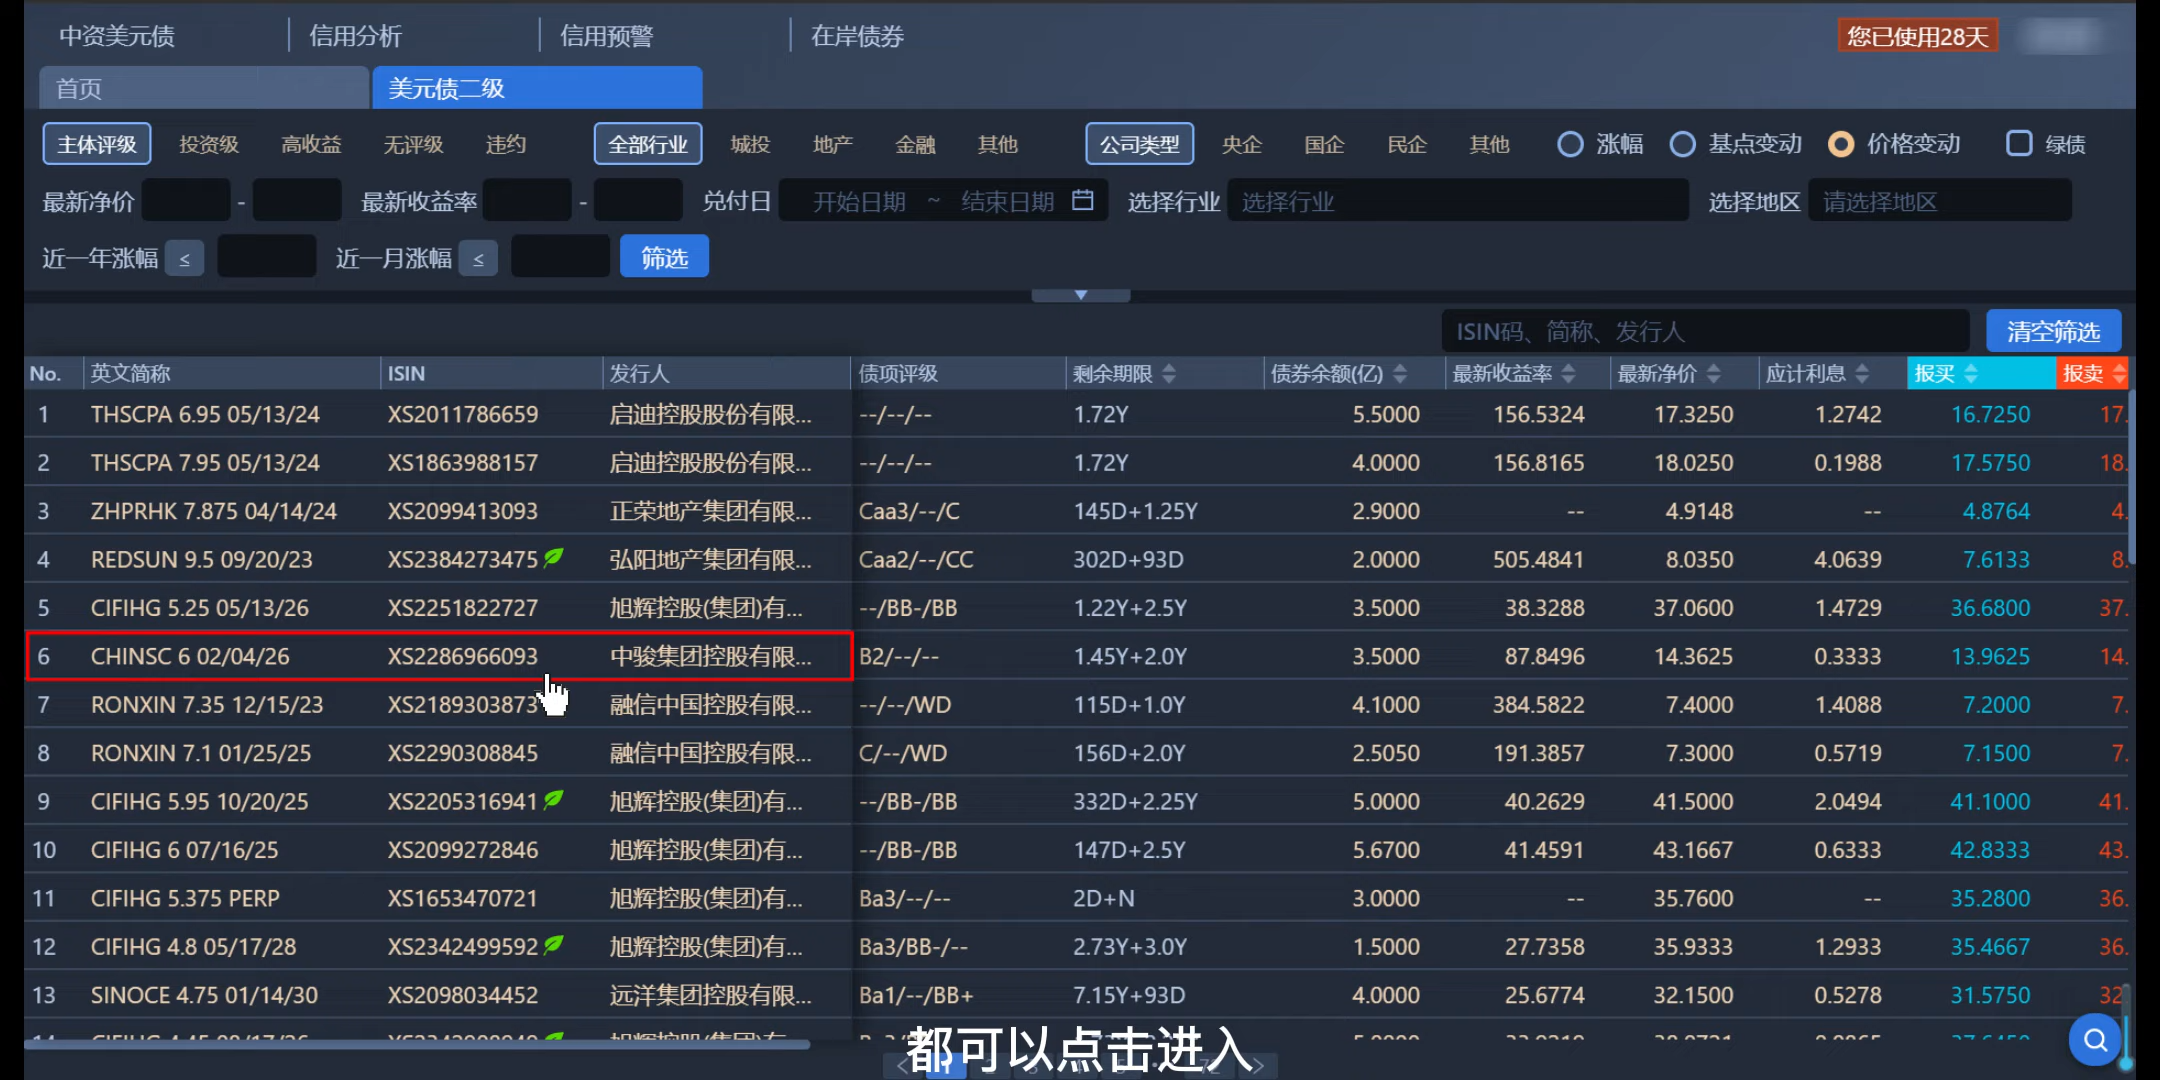 中资美元债 信用分析 信用预警 在岸债券 您已使用28天
首页 美元债二级
主体评级 投资级 高收益 无评级 违约 全部行业 城投 地产 金融 其他 公司类型 央企 国企 民企 其他 涨幅 基点变动 价格变动 绿债
最新净价 - 最新收益率 - 兑付日 开始日期 ~ 结束日期 选择行业 选择行业 选择地区 请选择地区
近一年涨幅 ≤ 近一月涨幅 ≤ 筛选
ISIN码、简称、发行人 清空筛选
No. 英文简称 ISIN 发行人 债项评级 剩余期限 债券余额(亿) 最新收益率 最新净价 应计利息 报买 报卖
1 THSCPA 6.95 05/13/24 XS2011786659 启迪控股股份有限... --/--/-- 1.72Y 5.5000 156.5324 17.3250 1.2742 16.7250 17.
2 THSCPA 7.95 05/13/24 XS1863988157 启迪控股股份有限... --/--/-- 1.72Y 4.0000 156.8165 18.0250 0.1988 17.5750 18.
3 ZHPRHK 7.875 04/14/24 XS2099413093 正荣地产集团有限... Caa3/--/C 145D+1.25Y 2.9000 -- 4.9148 -- 4.8764 4.
4 REDSUN 9.5 09/20/23 XS2384273475 弘阳地产集团有限... Caa2/--/CC 302D+93D 2.0000 505.4841 8.0350 4.0639 7.6133 8.
5 CIFIHG 5.25 05/13/26 XS2251822727 旭辉控股(集团)有... --/BB-/BB 1.22Y+2.5Y 3.5000 38.3288 37.0600 1.4729 36.6800 37.
6 CHINSC 6 02/04/26 XS2286966093 中骏集团控股有限... B2/--/-- 1.45Y+2.0Y 3.5000 87.8496 14.3625 0.3333 13.9625 14.
7 RONXIN 7.35 12/15/23 XS2189303873 融信中国控股有限... --/--/WD 115D+1.0Y 4.1000 384.5822 7.4000 1.4088 7.2000 7.
8 RONXIN 7.1 01/25/25 XS2290308845 融信中国控股有限... C/--/WD 156D+2.0Y 2.5050 191.3857 7.3000 0.5719 7.1500 7.
9 CIFIHG 5.95 10/20/25 XS2205316941 旭辉控股(集团)有... --/BB-/BB 332D+2.25Y 5.0000 40.2629 41.5000 2.0494 41.1000 41.
10 CIFIHG 6 07/16/25 XS2099272846 旭辉控股(集团)有... --/BB-/BB 147D+2.5Y 5.6700 41.4591 43.1667 0.6333 42.8333 43.
11 CIFIHG 5.375 PERP XS1653470721 旭辉控股(集团)有... Ba3/--/-- 2D+N 3.0000 -- 35.7600 -- 35.2800 36.
12 CIFIHG 4.8 05/17/28 XS2342499592 旭辉控股(集团)有... Ba3/BB-/-- 2.73Y+3.0Y 1.5000 27.7358 35.9333 1.2933 35.4667 36.
13 SINOCE 4.75 01/14/30 XS2098034452 远洋集团控股有限... Ba1/--/BB+ 7.15Y+93D 4.0000 25.6774 32.1500 0.5278 31.5750 32
都可以点击进入